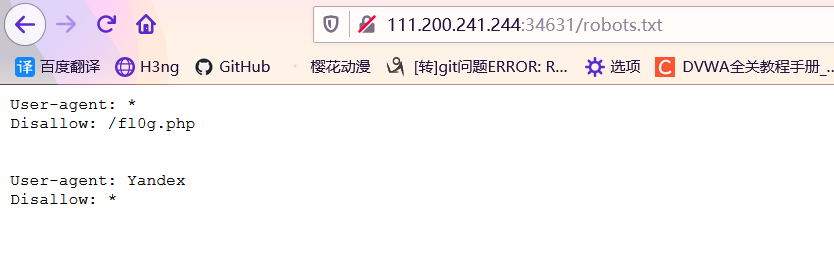 111.200.241.244:34631/robots.txt
译 百度翻译 H3ng GitHub 樱花动漫 [转]git问题ERROR: R... 选项 C DVWA全关教程手册_...
User-agent: *
Disallow: /fl0g.php
User-agent: Yandex
Disallow: *